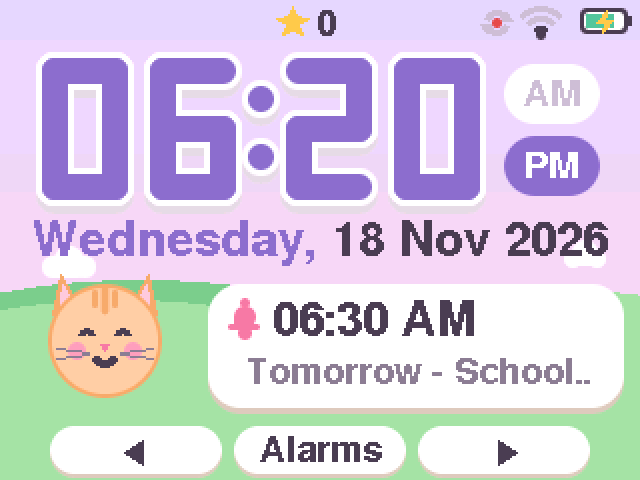 0
06:20
AM
PM
Wednesday, 18 Nov 2026
06:30 AM
Tomorrow - School..
Alarms